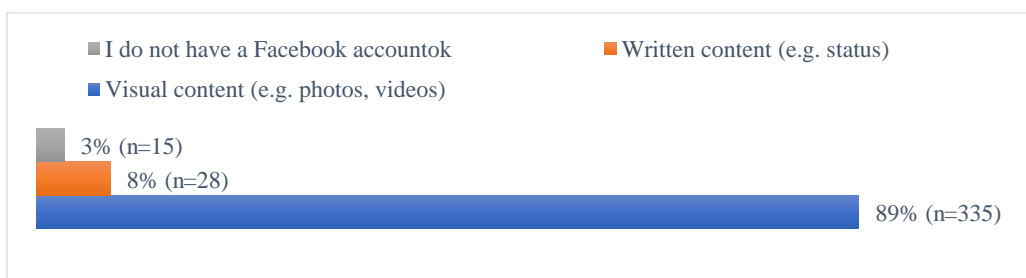 I do not have a Facebook accountok
Written content (e.g. status)
Visual content (e.g. photos, videos)
3% (n=15)
8% (n=28)
89% (n=335)